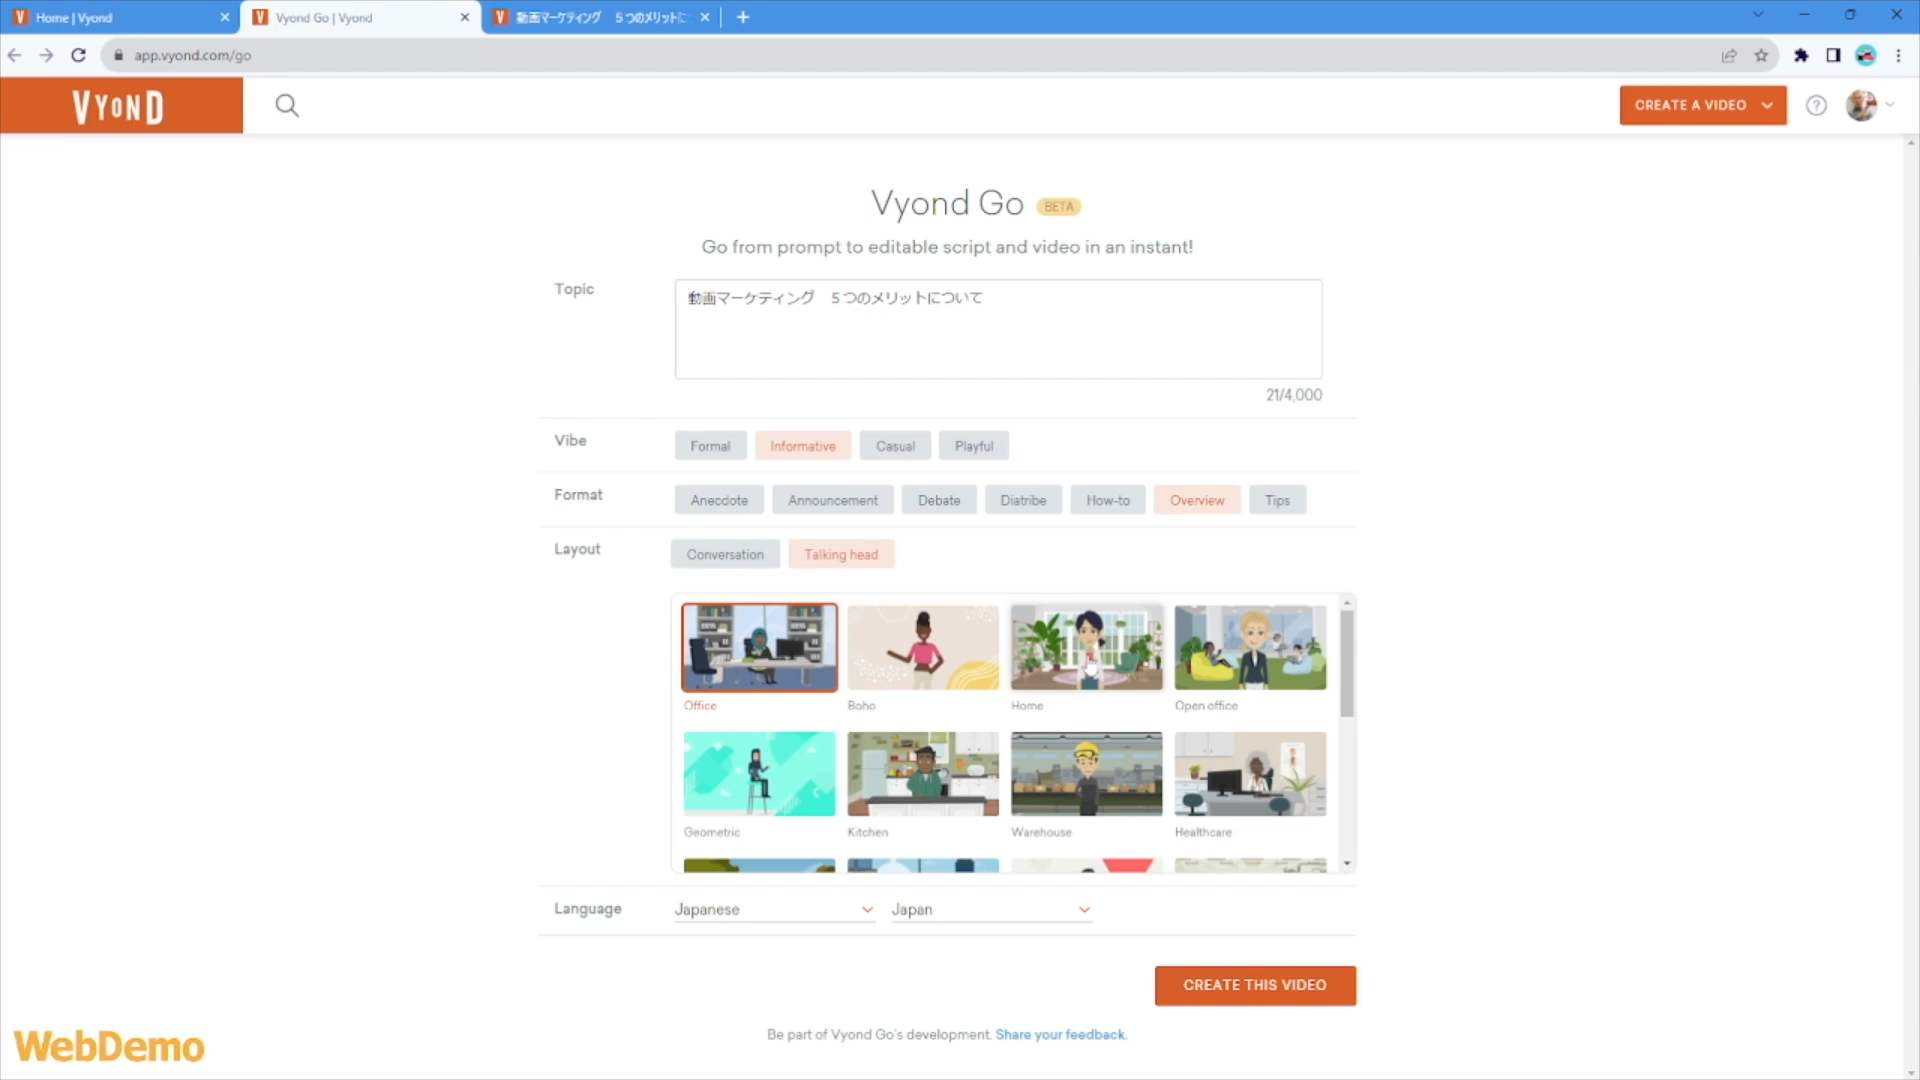 Home | Vyond
Vyond Go | Vyond
動画マーケティング　５つのメリットに
app.vyond.com/go
VYOND
CREATE A VIDEO
Vyond Go BETA
Go from prompt to editable script and video in an instant!
Topic
動画マーケティング　５つのメリットについて
21/4,000
Vibe
Formal Informative Casual Playful
Format
Anecdote Announcement Debate Diatribe How-to Overview Tips
Layout
Conversation Talking head
Office Boho Home Open office
Geometric Kitchen Warehouse Healthcare
Language
Japanese Japan
CREATE THIS VIDEO
Be part of Vyond Go's development. Share your feedback.
WebDemo